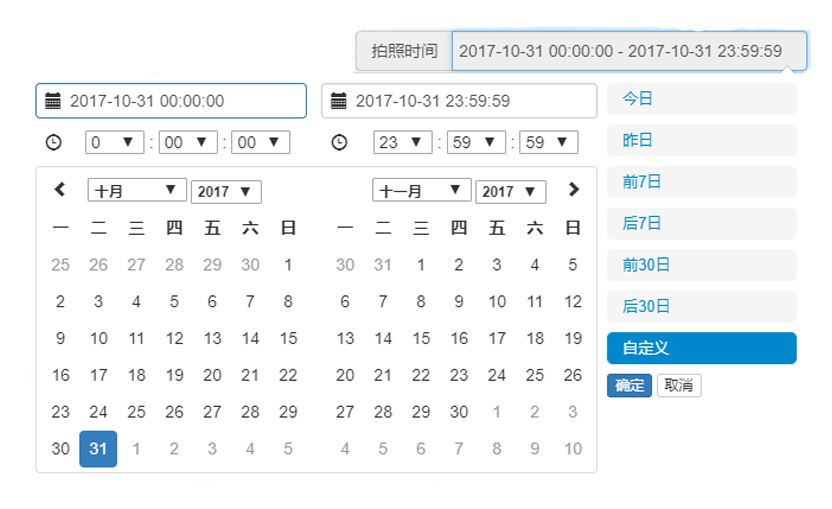 拍照时间 2017-10-31 00:00:00 - 2017-10-31 23:59:59
2017-10-31 00:00:00 2017-10-31 23:59:59
0 : 00 : 00 23 : 59 : 59
十月 2017 十一月 2017
一 二 三 四 五 六 日 一 二 三 四 五 六 日
25 26 27 28 29 30 1 30 31 1 2 3 4 5
2 3 4 5 6 7 8 6 7 8 9 10 11 12
9 10 11 12 13 14 15 13 14 15 16 17 18 19
16 17 18 19 20 21 22 20 21 22 23 24 25 26
23 24 25 26 27 28 29 27 28 29 30 1 2 3
30 31 1 2 3 4 5 4 5 6 7 8 9 10
今日
昨日
前7日
后7日
前30日
后30日
自定义
确定 取消